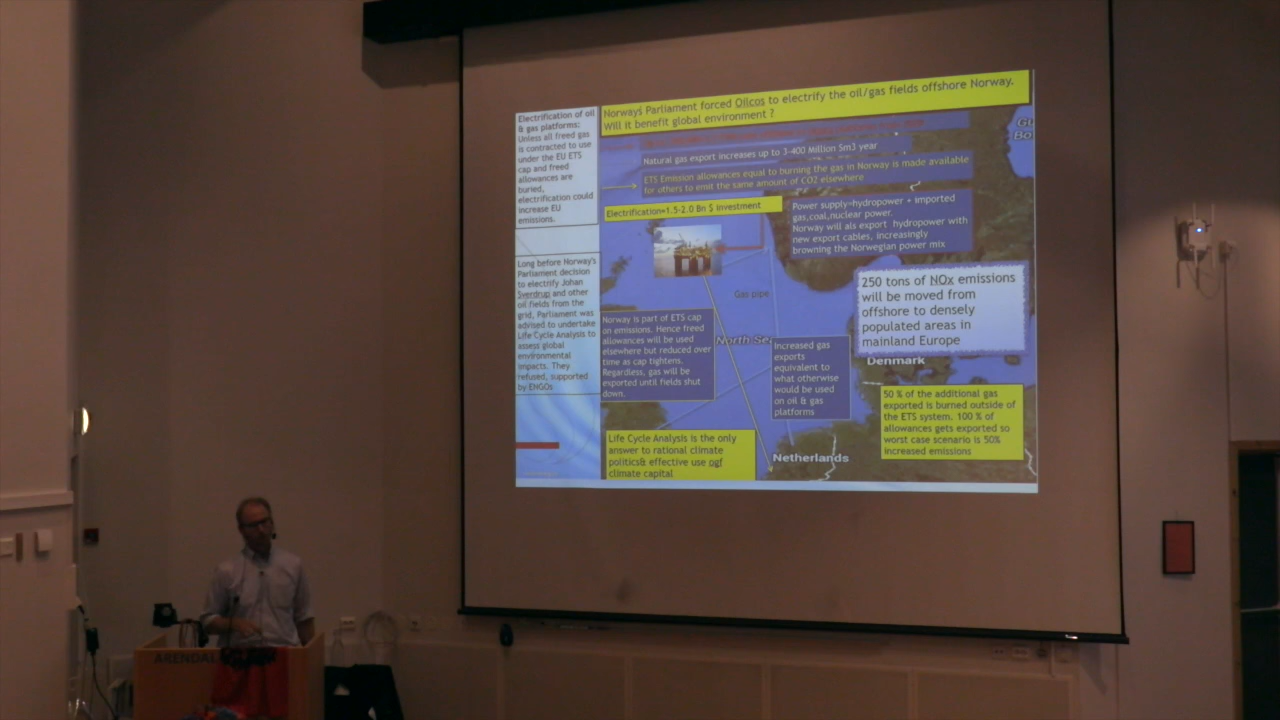 Norways Parliament forced Oilcos to electrify the oil/gas fields offshore Norway.
Will it benefit global environment ?
Electrification of oil
& gas platforms:
Unless all freed gas
is contracted to use
under the EU ETS
cap and freed
allowances are
buried,
electrification could
increase EU
emissions.
Natural gas export increases up to 3-400 Million Sm3 year
ETS Emission allowances equal to burning the gas in Norway is made available
for others to emit the same amount of CO2 elsewhere
Electrification=1.5-2.0 Bn $ investment
Power supply=hydropower + imported
gas,coal,nuclear power.
Norway will als export hydropower with
new export cables, increasingly
browning the Norwegian power mix
Long before Norway's
Parliament decision
to electrify Johan
Sverdrup and other
oil fields from the
grid, Parliament was
advised to undertake
Life Cycle Analysis to
assess global
environmental
impacts. They
refused, supported
by ENGOs
250 tons of NOx emissions
will be moved from
offshore to densely
populated areas in
mainland Europe
Gas pipe
Norway is part of ETS cap
on emissions. Hence freed
allowances will be used
elsewhere but reduced over
time as cap tightens.
Regardless, gas will be
exported until fields shut
down.
North Se
Increased gas
exports
equivalent to
what otherwise
would be used
on oil & gas
platforms
Denmark
50 % of the additional gas
exported is burned outside of
the ETS system. 100 % of
allowances gets exported so
worst case scenario is 50%
increased emissions
Life Cycle Analysis is the only
answer to rational climate
politics& effective use ogf
climate capital
Netherlands
ARENDAL